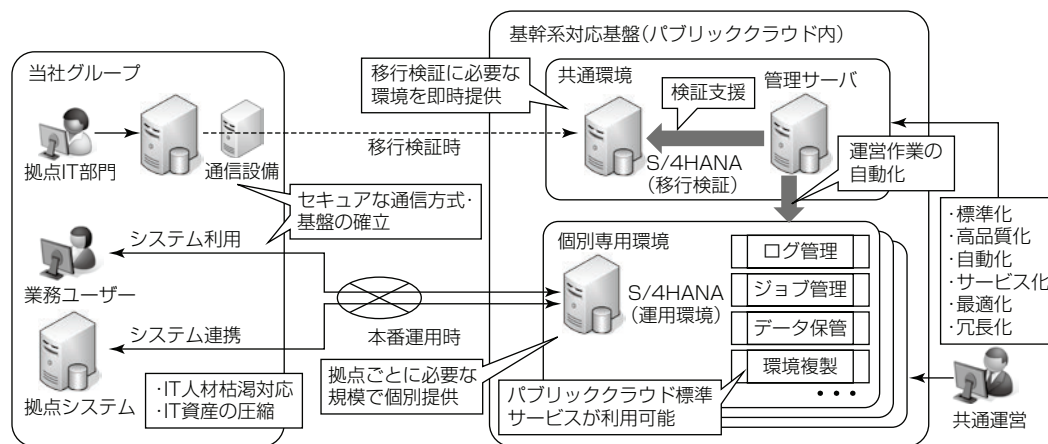 基幹系対応基盤(パブリッククラウド内)
当社グループ
移行検証に必要な
環境を即時提供
共通環境
管理サーバ
検証支援
拠点IT部門
通信設備
移行検証時
S/4HANA
(移行検証)
運営作業の
自動化
セキュアな通信方式・
基盤の確立
・標準化
・高品質化
・自動化
・サービス化
・最適化
・冗長化
システム利用
業務ユーザー
個別専用環境
ログ管理
S/4HANA
(運用環境)
ジョブ管理
データ保管
環境複製
・・・
システム連携
本番運用時
拠点システム
・IT人材枯渇対応
・IT資産の圧縮
拠点ごとに必要な
規模で個別提供
パブリッククラウド標準
サービスが利用可能
共通運営